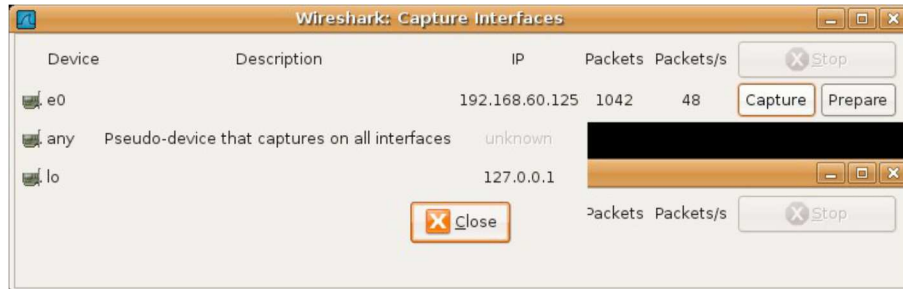 Wireshark: Capture Interfaces
Device Description IP Packets Packets/s Stop
e0 192.168.60.125 1042 48 Capture Prepare
any Pseudo-device that captures on all interfaces unknown
lo 127.0.0.1
Close Packets Packets/s Stop